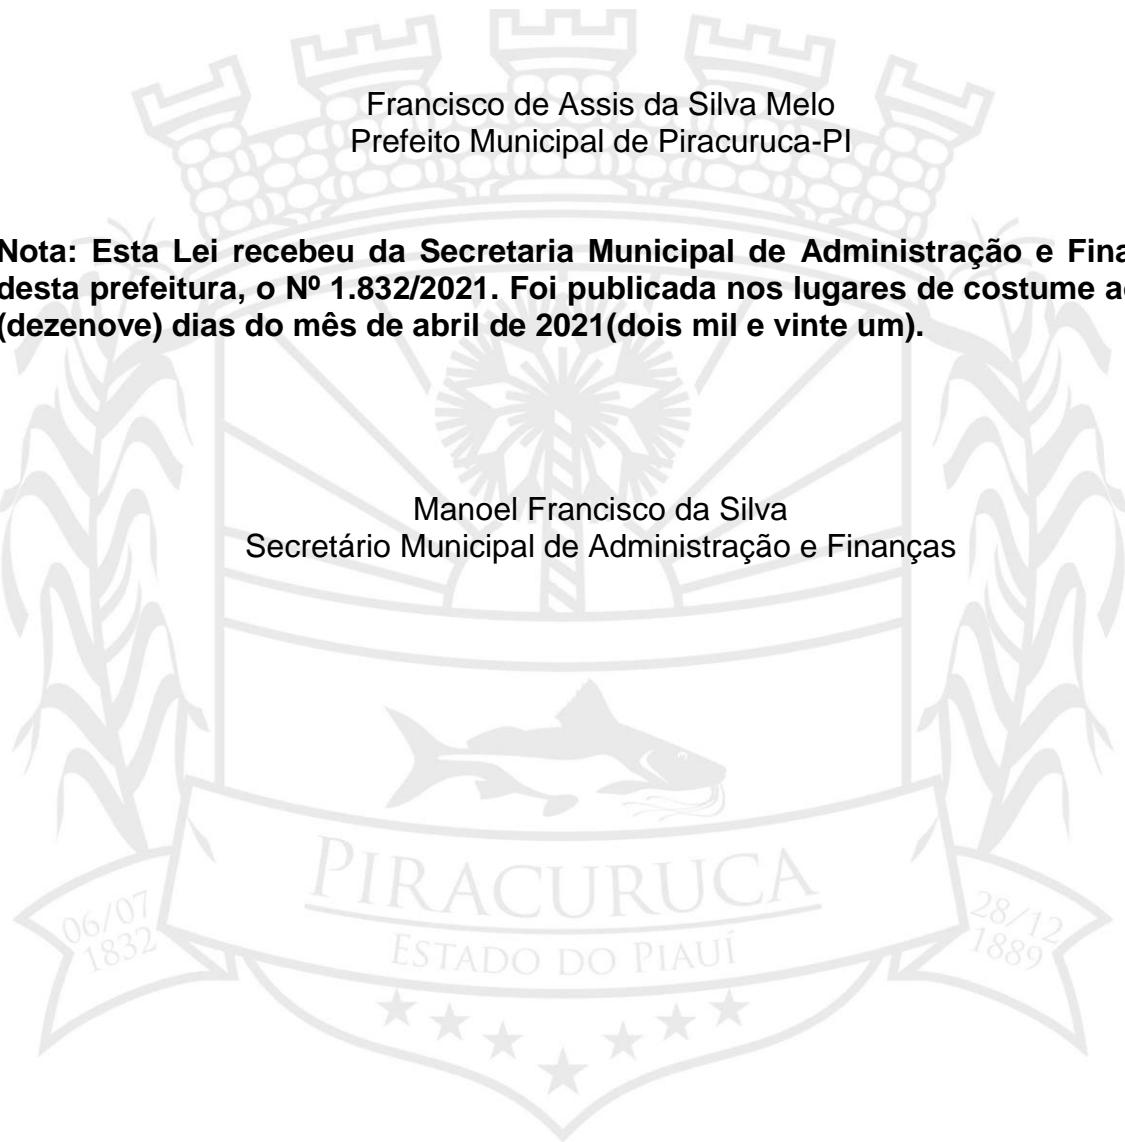 Francisco de Assis da Silva Melo
Prefeito Municipal de Piracuruca-PI
Nota: Esta Lei recebeu da Secretaria Municipal de Administração e
desta prefeitura, o Nº 1.832/2021. Foi publicada nos lugares de costume
(dezenove) dias do mês de abril de 2021(dois mil e vinte um).
Manoel Francisco da Silva
Secretário Municipal de Administração e Finanças
PIRACURUCA
06/07
1832
28/12
1889
ESTADO DO PIAUÍ